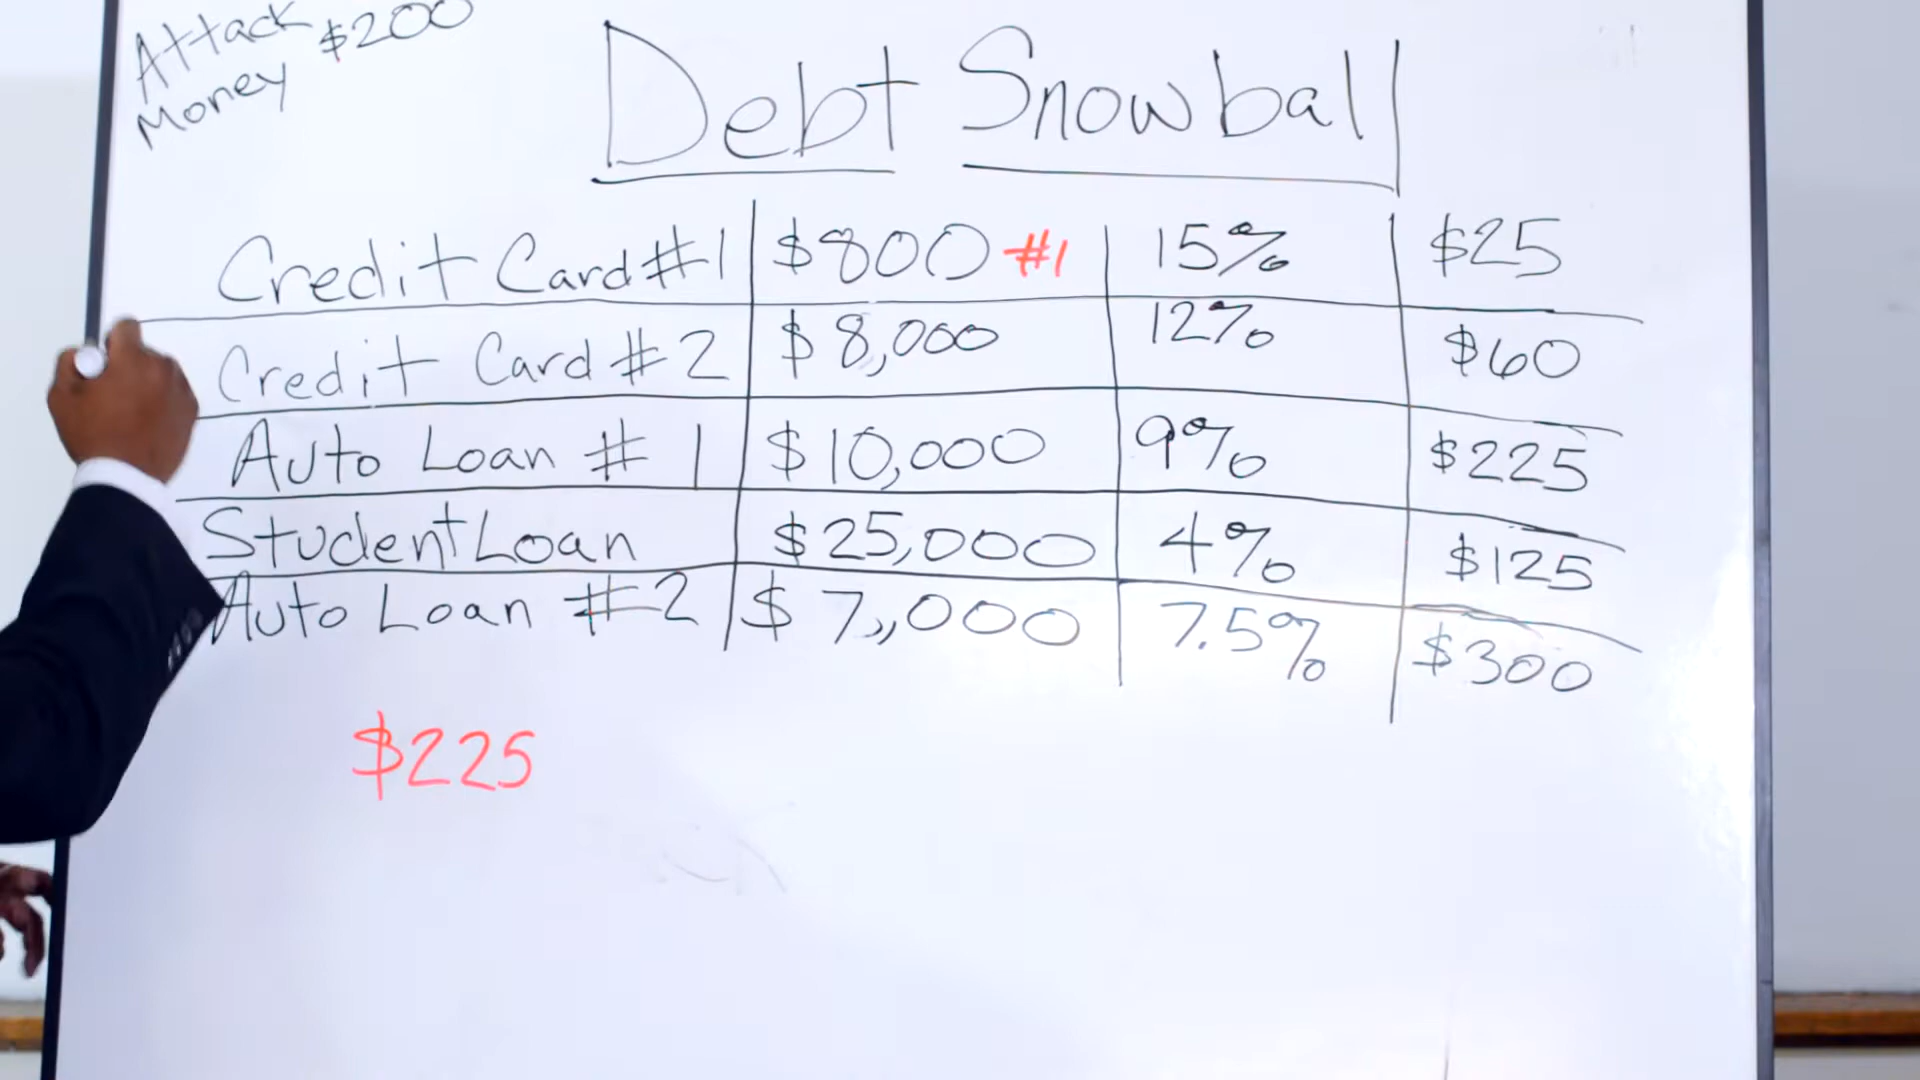 Attack $200
Money
Debt Snowball
Credit Card #1 $800 #1 15% $25
Credit Card #2 $8,000 12% $60
Auto Loan # 1 $10,000 9% $225
Student Loan $25,000 4% $125
Auto Loan #2 $7,000 7.5% $300
$225